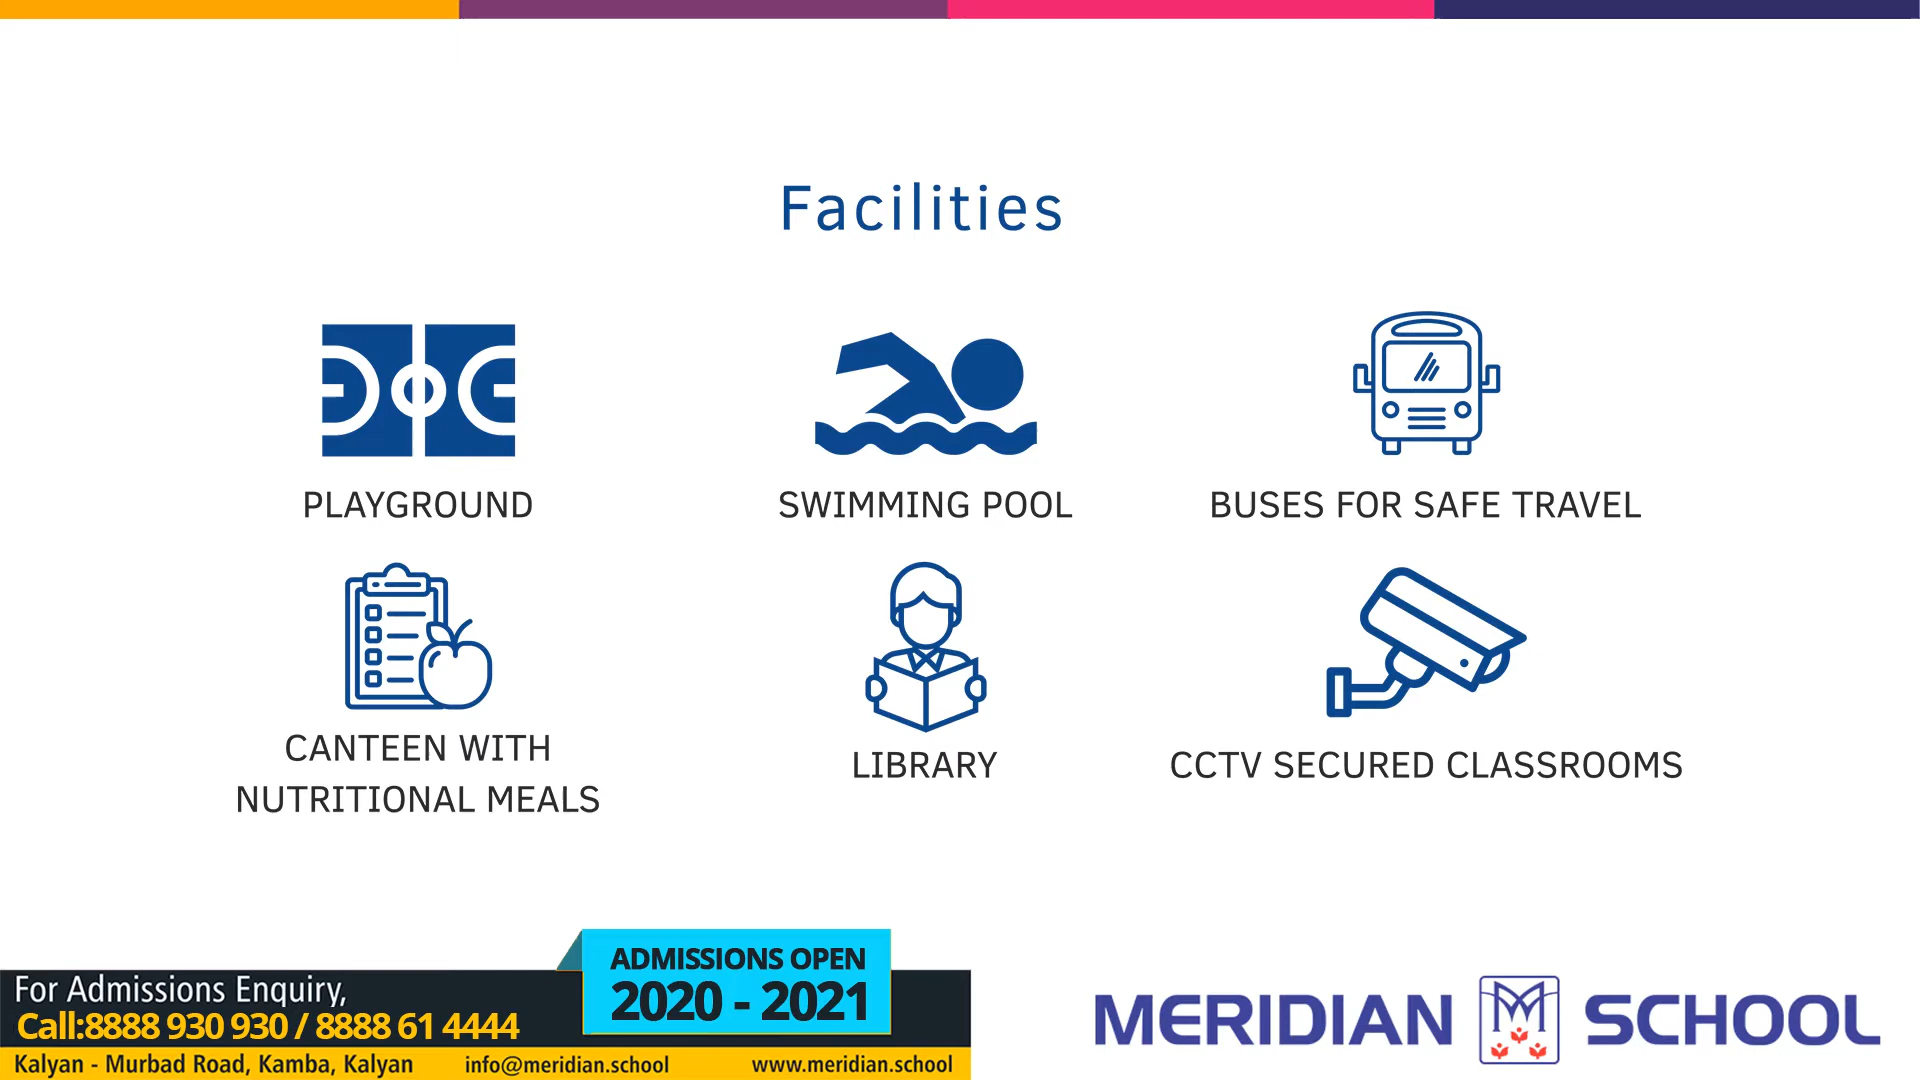 Facilities
PLAYGROUND
SWIMMING POOL
BUSES FOR SAFE TRAVEL
CANTEEN WITH
NUTRITIONAL MEALS
LIBRARY
CCTV SECURED CLASSROOMS
ADMISSIONS OPEN
2020 - 2021
For Admissions Enquiry,
Call:8888 930 930 / 8888 61 4444
Kalyan - Murbad Road, Kamba, Kalyan info@meridian.school www.meridian.school
MERIDIAN SCHOOL